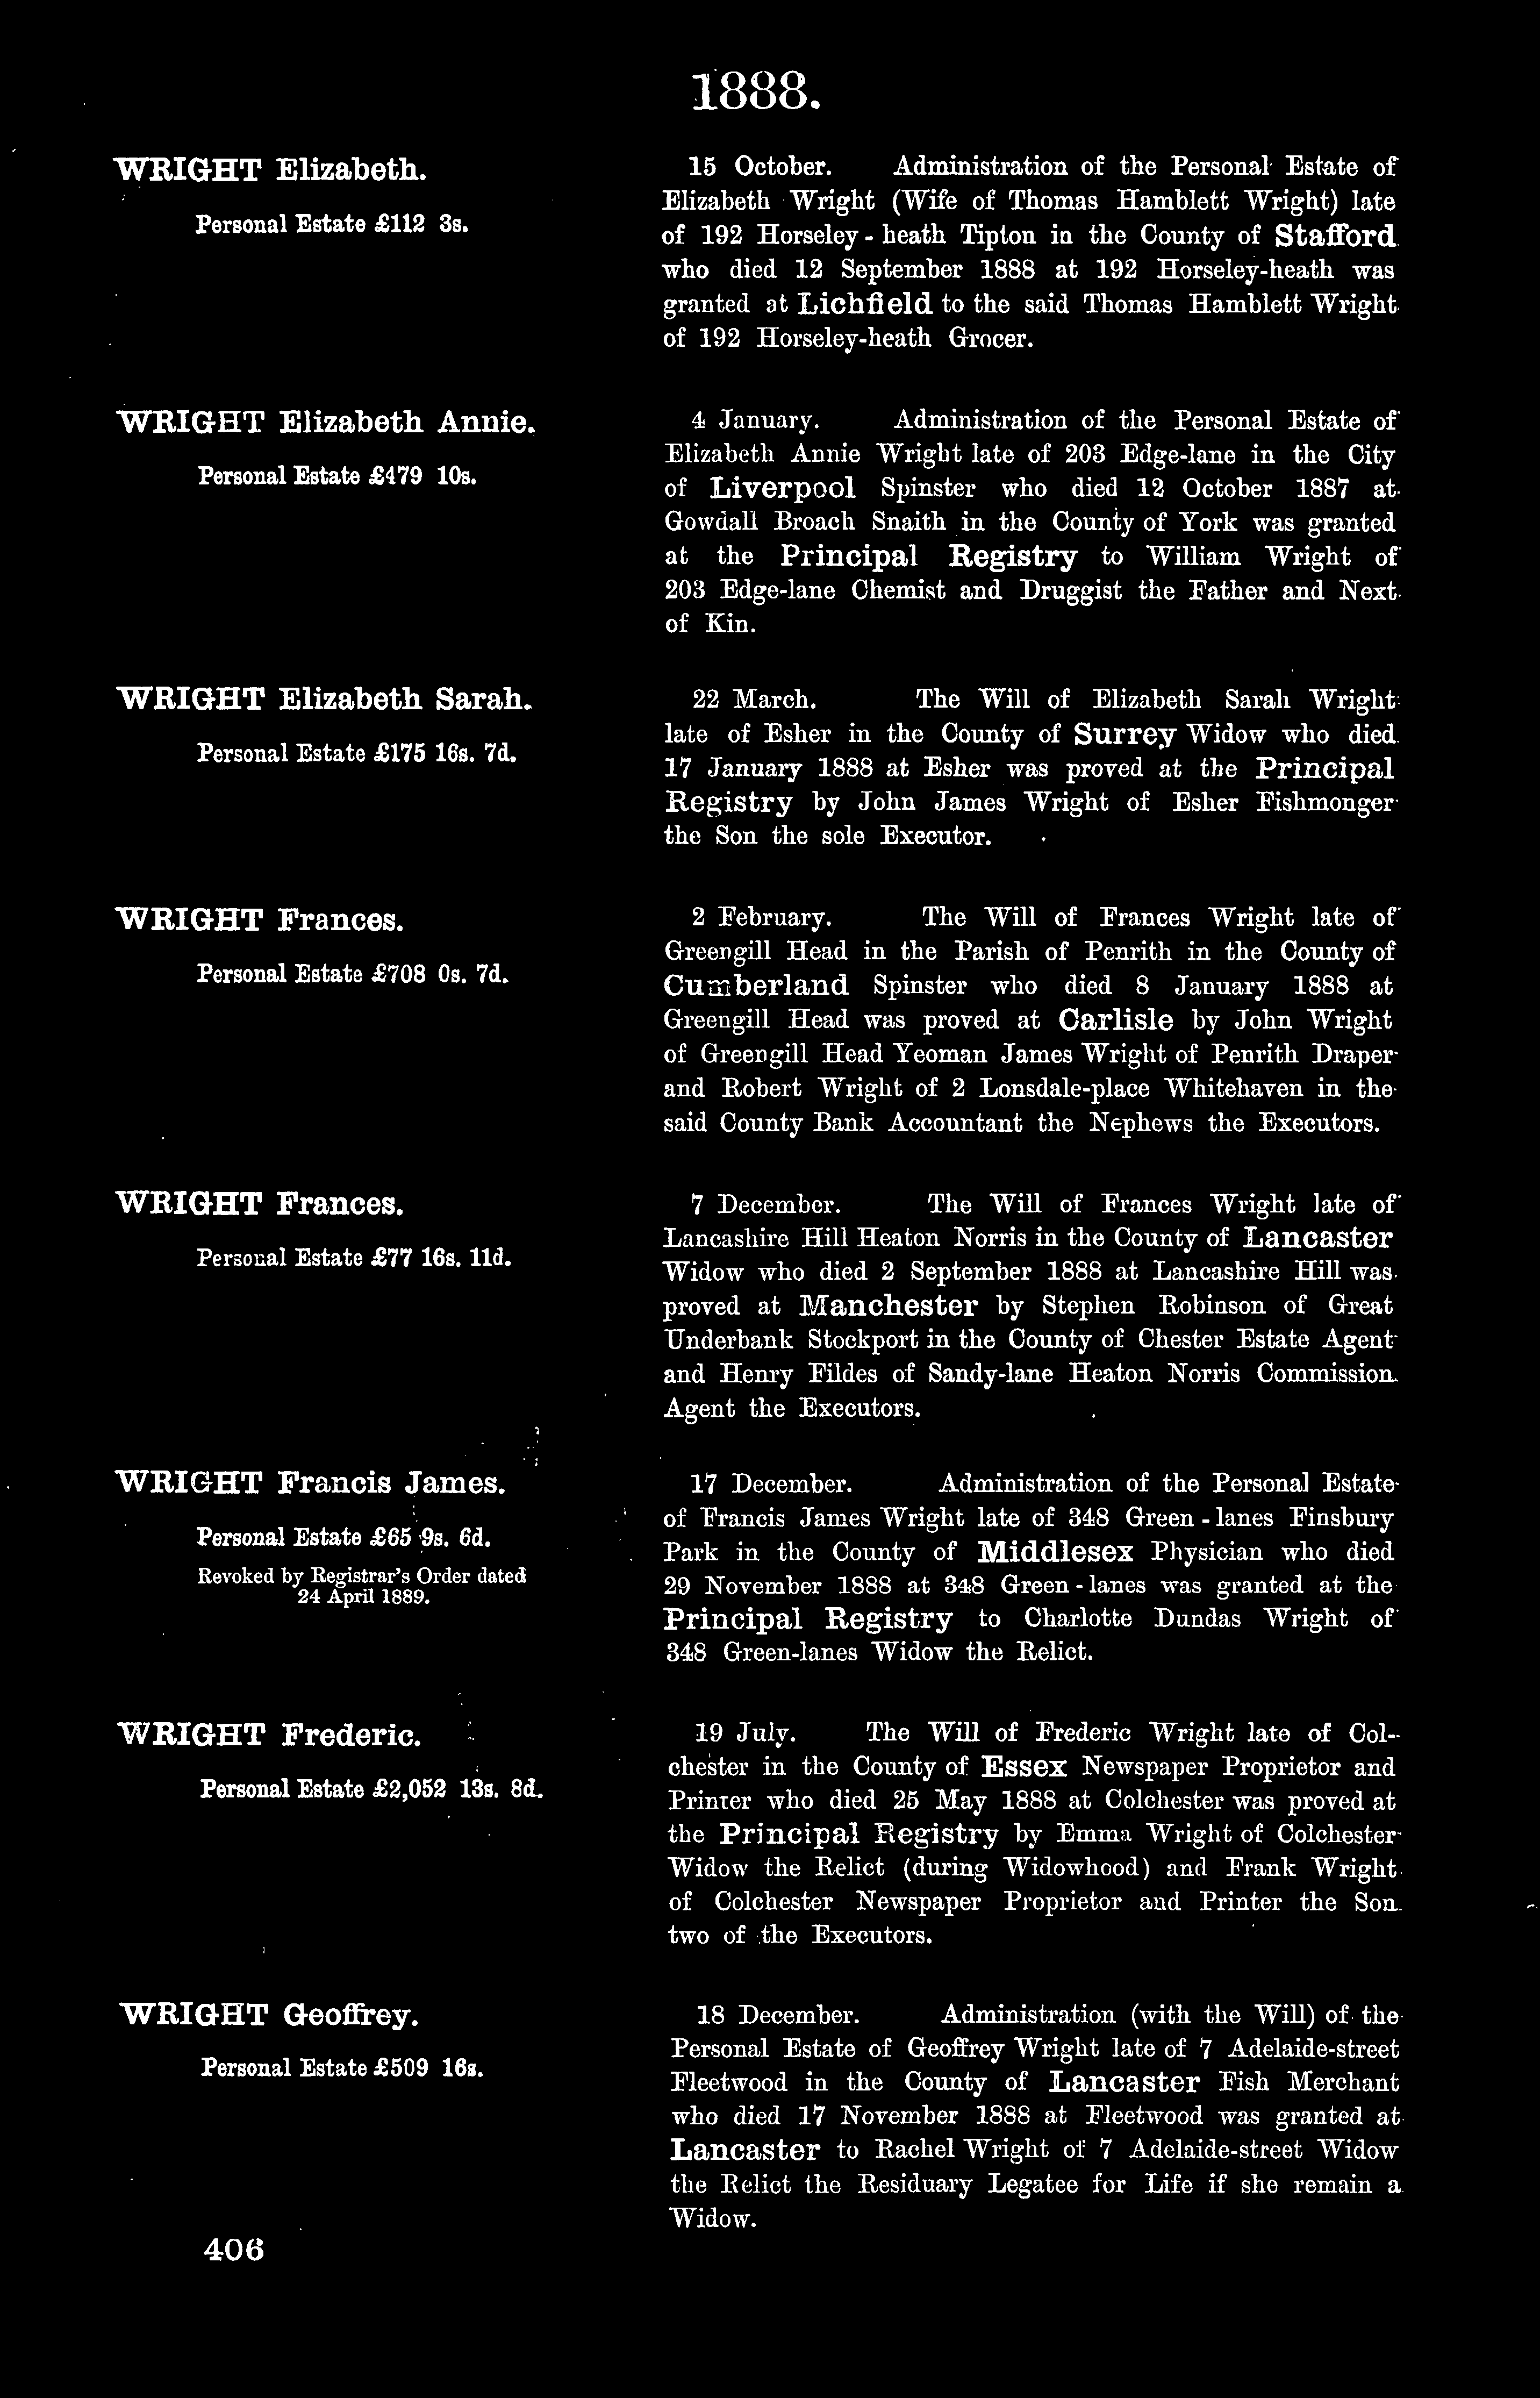 1888.
WRIGHT Elizabeth.
Personal Estate £112 3s.
15 October. Administration of the Personal Estate of
Elizabeth Wright (Wife of Thomas Hamblett Wright) late
of 192 Horseley-heath Tipton in the County of Stafford
who died 12 September 1888 at 192 Horseley-heath was
granted at Lichfield to the said Thomas Hamblett Wright
of 192 Horseley-heath Grocer.
WRIGHT Elizabeth Annie.
Personal Estate £479 10s.
4 January. Administration of the Personal Estate of
Elizabeth Annie Wright late of 203 Edge-lane in the City
of Liverpool Spinster who died 12 October 1887 at
Gowdall Broach Snaith in the County of York was granted
at the Principal Registry to William Wright of
203 Edge-lane Chemist and Druggist the Father and Next
of Kin.
WRIGHT Elizabeth Sarah.
Personal Estate £175 16s. 7d.
22 March. The Will of Elizabeth Sarah Wright
late of Esher in the County of Surrey Widow who died
17 January 1888 at Esher was proved at the Principal
Registry by John James Wright of Esher Fishmonger
the Son the sole Executor.
WRIGHT Frances.
Personal Estate £708 0s. 7d.
2 February. The Will of Frances Wright late of
Greengill Head in the Parish of Penrith in the County of
Cumberland Spinster who died 8 January 1888 at
Greengill Head was proved at Carlisle by John Wright
of Greengill Head Yeoman James Wright of Penrith Draper
and Robert Wright of 2 Lonsdale-place Whitehaven in the
said County Bank Accountant the Nephews the Executors.
WRIGHT Frances.
Personal Estate £77 16s. 11d.
7 December. The Will of Frances Wright late of
Lancashire Hill Heaton Norris in the County of Lancaster
Widow who died 2 September 1888 at Lancashire Hill was
proved at Manchester by Stephen Robinson of Great
Underbank Stockport in the County of Chester Estate Agent
and Henry Fildes of Sandy-lane Heaton Norris Commission
Agent the Executors.
WRIGHT Francis James.
Personal Estate £65 9s. 6d.
Revoked by Registrar's Order dated
24 April 1889.
17 December. Administration of the Personal Estate
of Francis James Wright late of 348 Green-lanes Finsbury
Park in the County of Middlesex Physician who died
29 November 1888 at 348 Green-lanes was granted at the
Principal Registry to Charlotte Dundas Wright of
348 Green-lanes Widow the Relict.
WRIGHT Frederic.
Personal Estate £2,052 13s. 8d.
19 July. The Will of Frederic Wright late of Col-
chester in the County of Essex Newspaper Proprietor and
Printer who died 25 May 1888 at Colchester was proved at
the Principal Registry by Emma Wright of Colchester
Widow the Relict (during Widowhood) and Frank Wright
of Colchester Newspaper Proprietor and Printer the Son
two of the Executors.
WRIGHT Geoffrey.
Personal Estate £509 16s.
18 December. Administration (with the Will) of the
Personal Estate of Geoffrey Wright late of 7 Adelaide-street
Fleetwood in the County of Lancaster Fish Merchant
who died 17 November 1888 at Fleetwood was granted at
Lancaster to Rachel Wright of 7 Adelaide-street Widow
the Relict the Residuary Legatee for Life if she remain a
Widow.
406